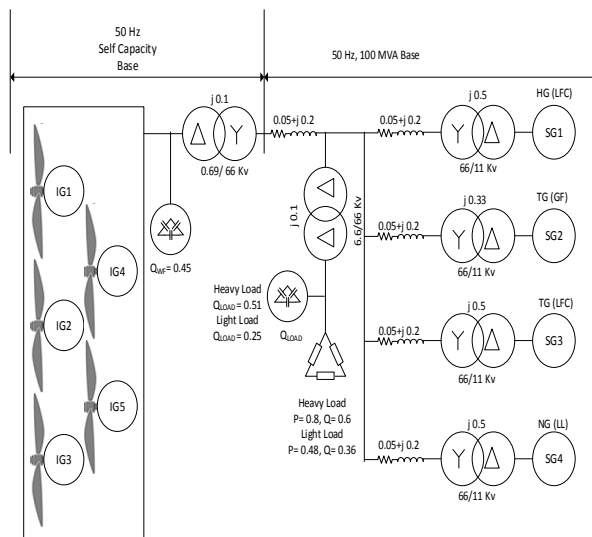 50 Hz
Self Capacity
Base
50 Hz, 100 MVA Base
j 0.1
0.69/ 66 Kv
0.05+j 0.2
0.05+j 0.2
j 0.5
66/11 Kv
HG (LFC)
SG1
IG1
IG4
IG2
IG5
IG3
Q_WF= 0.45
j 0.1
6.6/66 Kv
0.05+j 0.2
j 0.33
66/11 Kv
TG (GF)
SG2
Heavy Load
Q_LOAD= 0.51
Light Load
Q_LOAD= 0.25
Q_LOAD
0.05+j 0.2
j 0.5
66/11 Kv
TG (LFC)
SG3
Heavy Load
P= 0.8, Q= 0.6
Light Load
P= 0.48, Q= 0.36
0.05+j 0.2
j 0.5
66/11 Kv
NG (LL)
SG4